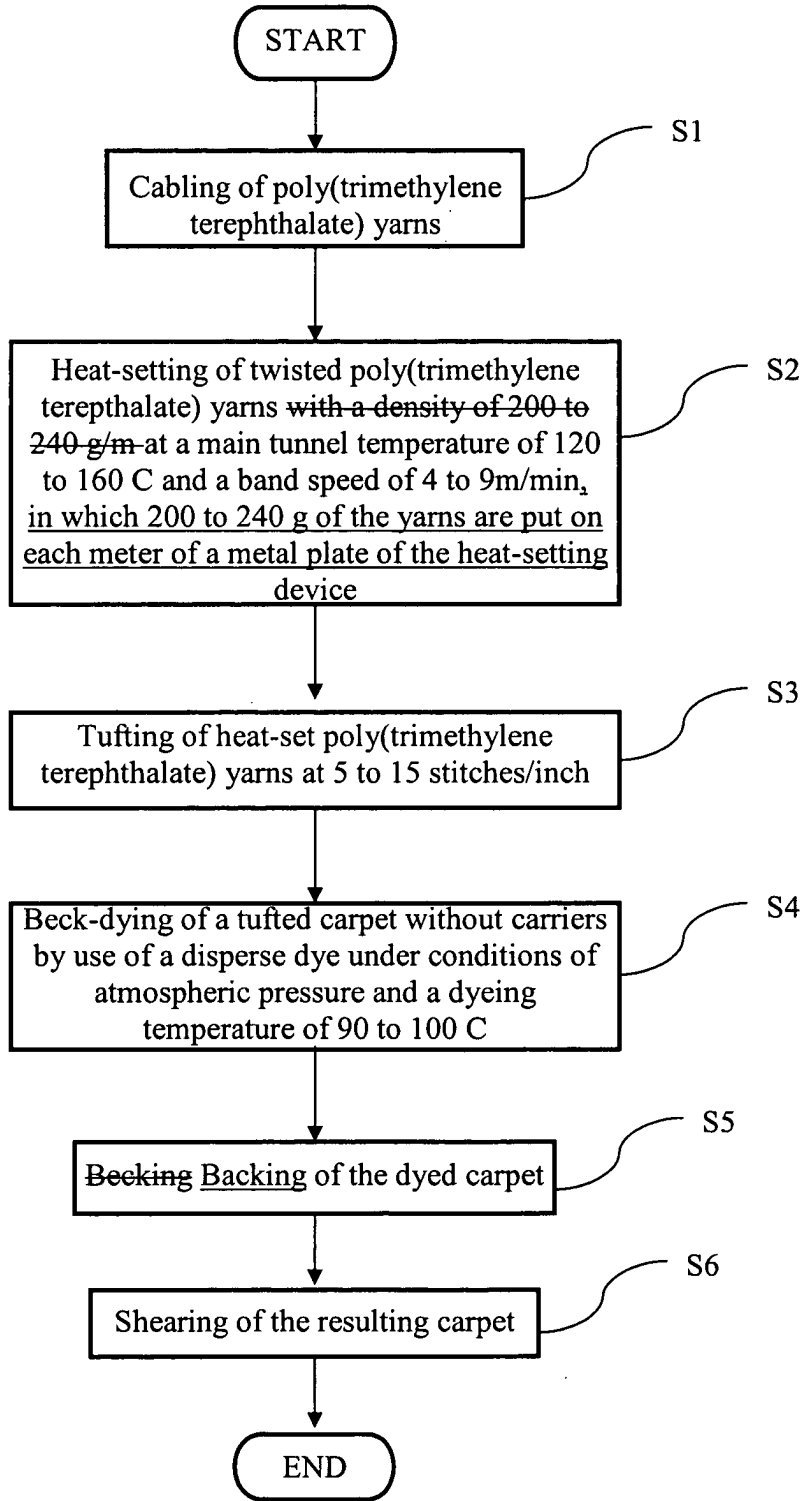 START
S1
Cabling of poly(trimethylene
terephthalate) yarns
S2
Heat-setting of twisted poly(trimethylene
terepthalate) yarns with a density of 200 to
240 g/m at a main tunnel temperature of 120
to 160 C and a band speed of 4 to 9m/min,
in which 200 to 240 g of the yarns are put on
each meter of a metal plate of the heat-setting
device
S3
Tufting of heat-set poly(trimethylene
terephthalate) yarns at 5 to 15 stitches/inch
S4
Beck-dying of a tufted carpet without carriers
by use of a disperse dye under conditions of
atmospheric pressure and a dyeing
temperature of 90 to 100 C
S5
Becking Backing of the dyed carpet
S6
Shearing of the resulting carpet
END